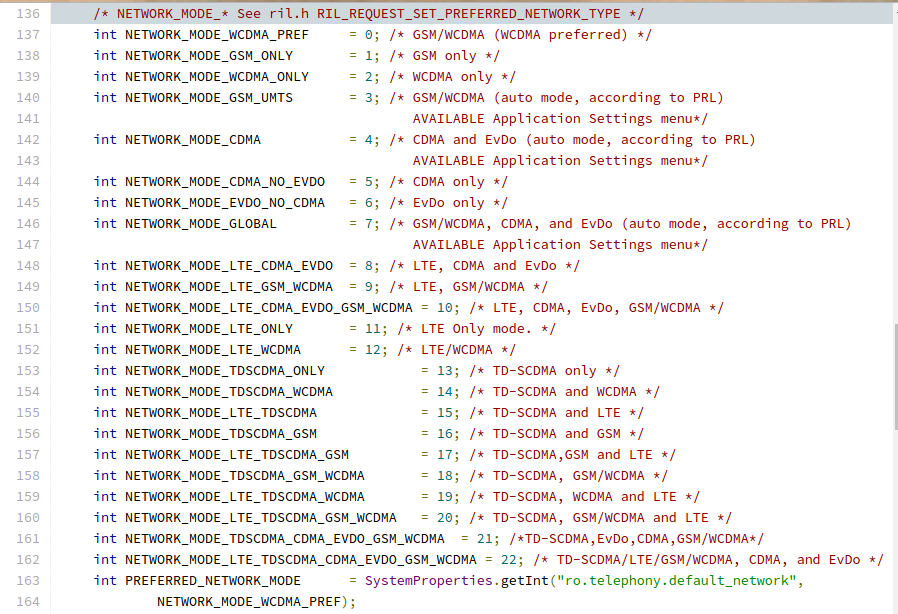 136 /* NETWORK_MODE_* See ril.h RIL_REQUEST_SET_PREFERRED_NETWORK_TYPE */
137 int NETWORK_MODE_WCDMA_PREF     = 0; /* GSM/WCDMA (WCDMA preferred) */
138 int NETWORK_MODE_GSM_ONLY       = 1; /* GSM only */
139 int NETWORK_MODE_WCDMA_ONLY     = 2; /* WCDMA only */
140 int NETWORK_MODE_GSM_UMTS       = 3; /* GSM/WCDMA (auto mode, according to PRL)
141                                         AVAILABLE Application Settings menu*/
142 int NETWORK_MODE_CDMA           = 4; /* CDMA and EvDo (auto mode, according to PRL)
143                                         AVAILABLE Application Settings menu*/
144 int NETWORK_MODE_CDMA_NO_EVDO   = 5; /* CDMA only */
145 int NETWORK_MODE_EVDO_NO_CDMA   = 6; /* EvDo only */
146 int NETWORK_MODE_GLOBAL         = 7; /* GSM/WCDMA, CDMA, and EvDo (auto mode, according to PRL)
147                                         AVAILABLE Application Settings menu*/
148 int NETWORK_MODE_LTE_CDMA_EVDO  = 8; /* LTE, CDMA and EvDo */
149 int NETWORK_MODE_LTE_GSM_WCDMA  = 9; /* LTE, GSM/WCDMA */
150 int NETWORK_MODE_LTE_CDMA_EVDO_GSM_WCDMA = 10; /* LTE, CDMA, EvDo, GSM/WCDMA */
151 int NETWORK_MODE_LTE_ONLY       = 11; /* LTE Only mode. */
152 int NETWORK_MODE_LTE_WCDMA      = 12; /* LTE/WCDMA */
153 int NETWORK_MODE_TDSCDMA_ONLY            = 13; /* TD-SCDMA only */
154 int NETWORK_MODE_TDSCDMA_WCDMA           = 14; /* TD-SCDMA and WCDMA */
155 int NETWORK_MODE_LTE_TDSCDMA             = 15; /* TD-SCDMA and LTE */
156 int NETWORK_MODE_TDSCDMA_GSM             = 16; /* TD-SCDMA and GSM */
157 int NETWORK_MODE_LTE_TDSCDMA_GSM         = 17; /* TD-SCDMA,GSM and LTE */
158 int NETWORK_MODE_TDSCDMA_GSM_WCDMA       = 18; /* TD-SCDMA, GSM/WCDMA */
159 int NETWORK_MODE_LTE_TDSCDMA_WCDMA       = 19; /* TD-SCDMA, WCDMA and LTE */
160 int NETWORK_MODE_LTE_TDSCDMA_GSM_WCDMA   = 20; /* TD-SCDMA, GSM/WCDMA and LTE */
161 int NETWORK_MODE_TDSCDMA_CDMA_EVDO_GSM_WCDMA  = 21; /*TD-SCDMA,EvDo,CDMA,GSM/WCDMA*/
162 int NETWORK_MODE_LTE_TDSCDMA_CDMA_EVDO_GSM_WCDMA = 22; /* TD-SCDMA/LTE/GSM/WCDMA, CDMA, and EvDo */
163 int PREFERRED_NETWORK_MODE      = SystemProperties.getInt("ro.telephony.default_network",
164         NETWORK_MODE_WCDMA_PREF);